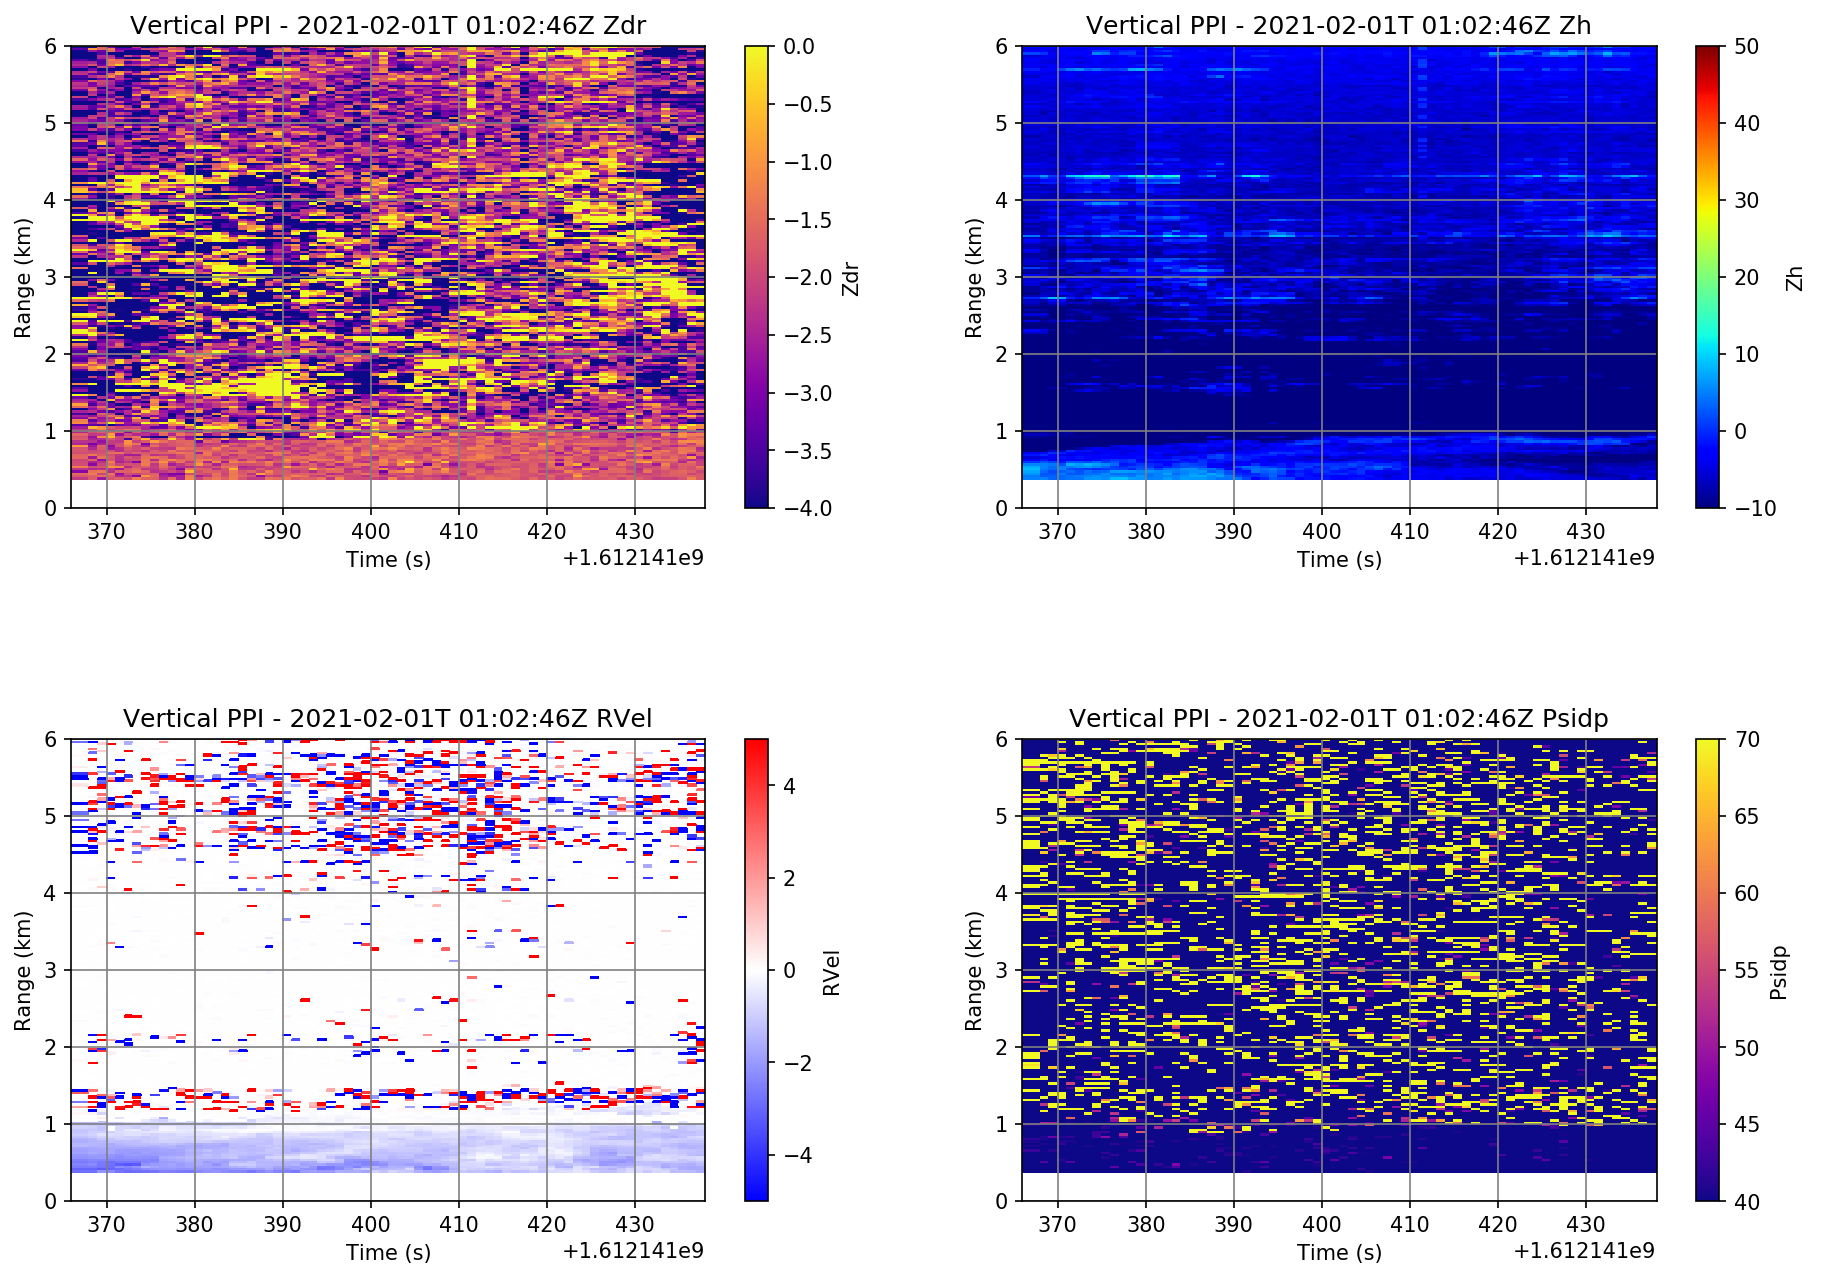 Vertical PPI - 2021-02-01T 01:02:46Z Zdr
6
5
4
3
2
1
0
Range (km)
370 380 390 400 410 420 430
Time (s)
+1.612141e9
0.0
−0.5
−1.0
−1.5
−2.0
−2.5
−3.0
−3.5
−4.0
Zdr
Vertical PPI - 2021-02-01T 01:02:46Z Zh
6
5
4
3
2
1
0
Range (km)
370 380 390 400 410 420 430
Time (s)
+1.612141e9
50
40
30
20
10
0
−10
Zh
Vertical PPI - 2021-02-01T 01:02:46Z RVel
6
5
4
3
2
1
0
Range (km)
370 380 390 400 410 420 430
Time (s)
+1.612141e9
4
2
0
−2
−4
RVel
Vertical PPI - 2021-02-01T 01:02:46Z Psidp
6
5
4
3
2
1
0
Range (km)
370 380 390 400 410 420 430
Time (s)
+1.612141e9
70
65
60
55
50
45
40
Psidp